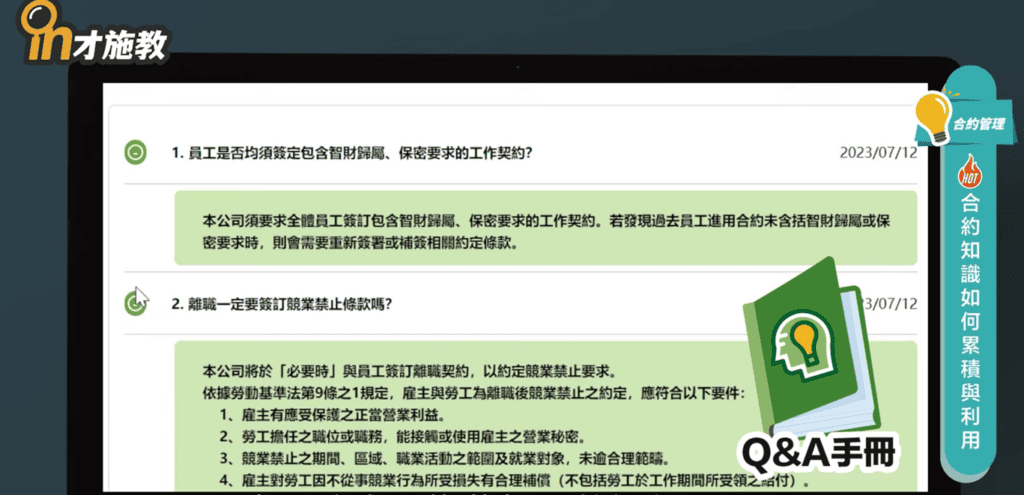 in才施教
合約管理
HOT
合約知識如何累積與利用
1. 員工是否均須簽定包含智財歸屬、保密要求的工作契約?
2023/07/12
本公司須要求全體員工簽訂包含智財歸屬、保密要求的工作契約。若發現過去員工進用合約未含括智財歸屬或保
密要求時，則會需要重新簽署或補簽相關約定條款。
2. 離職一定要簽訂競業禁止條款嗎?
3/07/12
本公司將於「必要時」與員工簽訂離職契約，以約定競業禁止要求。
依據勞動基準法第9條之1規定，雇主與勞工為離職後競業禁止之約定，應符合以下要件：
1、雇主有應受保護之正當營業利益。
2、勞工擔任之職位或職務，能接觸或使用雇主之營業秘密。
3、競業禁止之期間、區域、職業活動之範圍及就業對象，未逾合理範疇。
4、雇主對勞工因不從事競業行為所受損失有合理補償（不包括勞工於工作期間所受領之給付）。
Q&A手冊